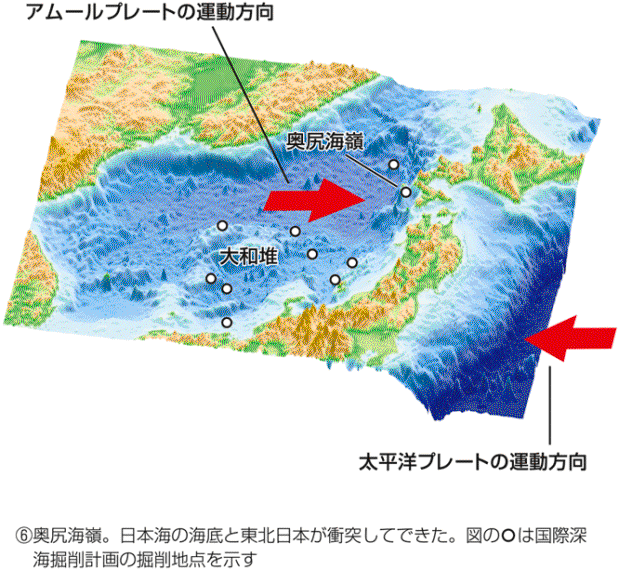 アムールプレートの運動方向
奥尻海嶺
大和堆
太平洋プレートの運動方向
⑥奥尻海嶺。日本海の海底と東北日本が衝突してできた。図の○は国際深
海掘削計画の掘削地点を示す